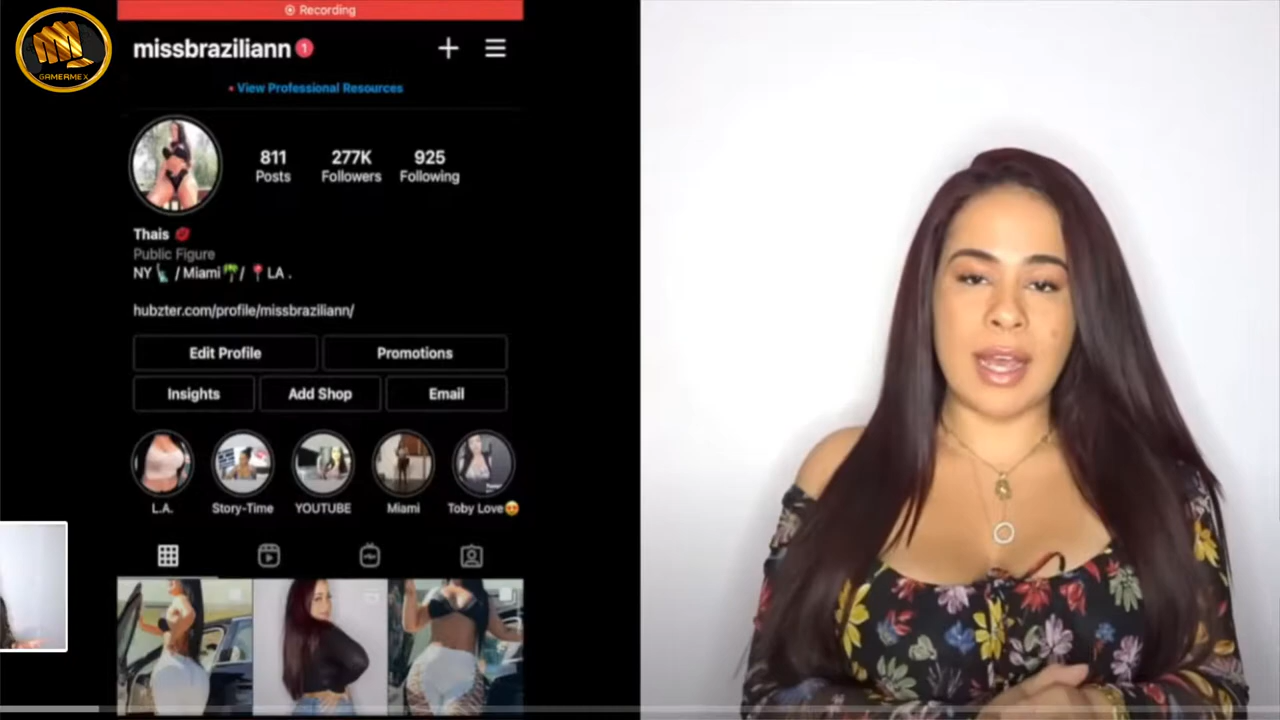 Recording
GAMERMEX
missbraziliann 1
View Professional Resources
811 277K 925
Posts Followers Following
Thais
Public Figure
NY / Miami / LA .
hubzter.com/profile/missbraziliann/
Edit Profile Promotions
Insights Add Shop Email
L.A. Story-Time YOUTUBE Miami Toby Love